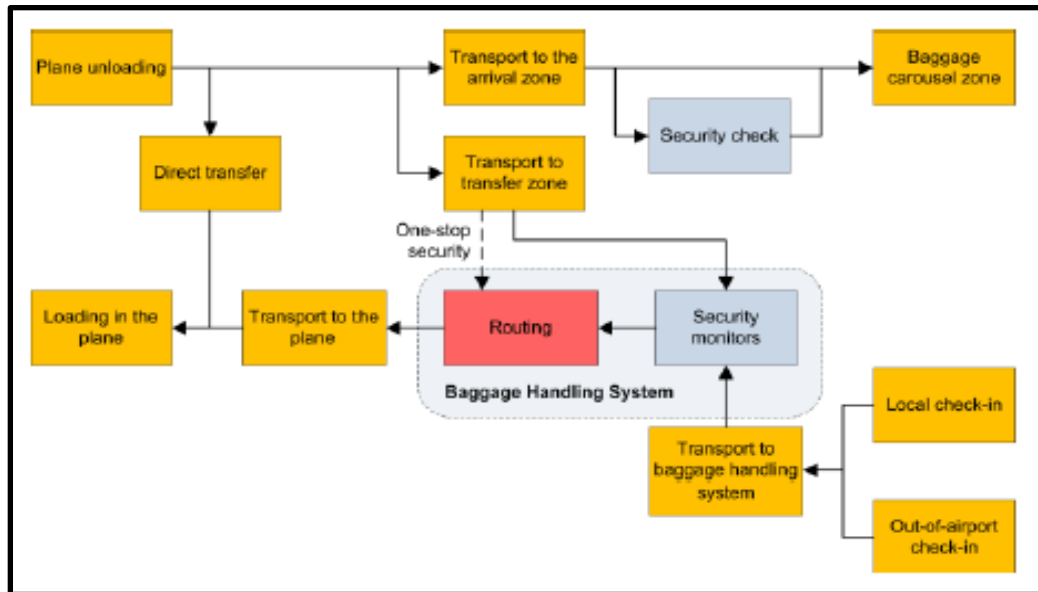 Plane unloading
Transport to the
arrival zone
Baggage
carousel zone
Security check
Direct transfer
Transport to
transfer zone
One-stop
security
Loading in the
plane
Transport to the
plane
Routing
Security
monitors
Baggage Handling System
Local check-in
Transport to
baggage handling
system
Out-of-airport
check-in